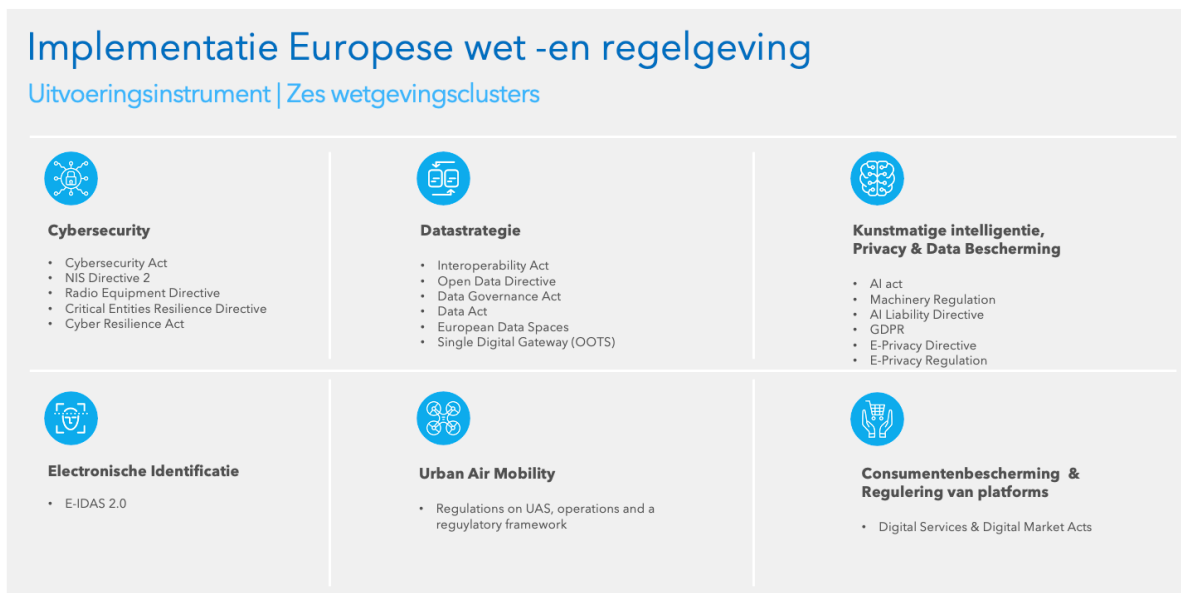 Implementatie Europese wet -en regelgeving
Uitvoeringsinstrument | Zes wetgevingsclusters
Cybersecurity
• Cybersecurity Act
• NIS Directive 2
• Radio Equipment Directive
• Critical Entities Resilience Directive
• Cyber Resilience Act
Datastrategie
• Interoperability Act
• Open Data Directive
• Data Governance Act
• Data Act
• European Data Spaces
• Single Digital Gateway (OOTS)
Kunstmatige intelligentie,
Privacy & Data Bescherming
• AI act
• Machinery Regulation
• AI Liability Directive
• GDPR
• E-Privacy Directive
• E-Privacy Regulation
Electronische Identificatie
• E-IDAS 2.0
Urban Air Mobility
• Regulations on UAS, operations and a
reguylatory framework
Consumentenbescherming &
Regulering van platforms
• Digital Services & Digital Market Acts